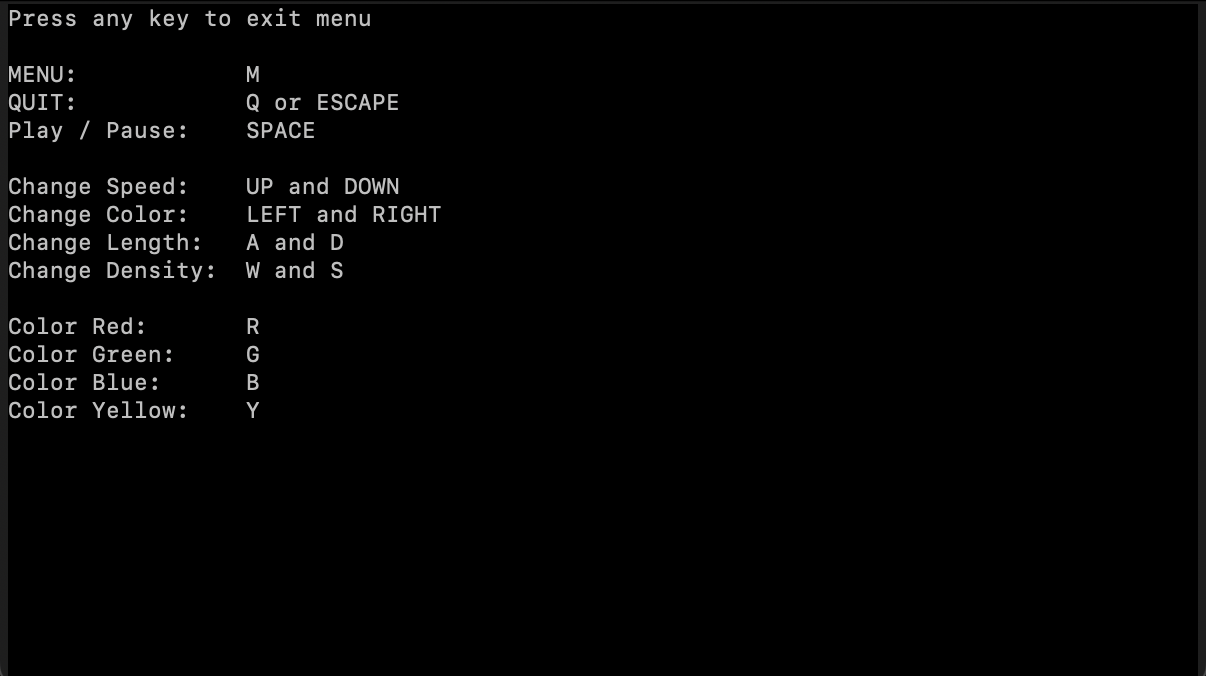 Press any key to exit menu
MENU: M
QUIT: Q or ESCAPE
Play / Pause: SPACE
Change Speed: UP and DOWN
Change Color: LEFT and RIGHT
Change Length: A and D
Change Density: W and S
Color Red: R
Color Green: G
Color Blue: B
Color Yellow: Y